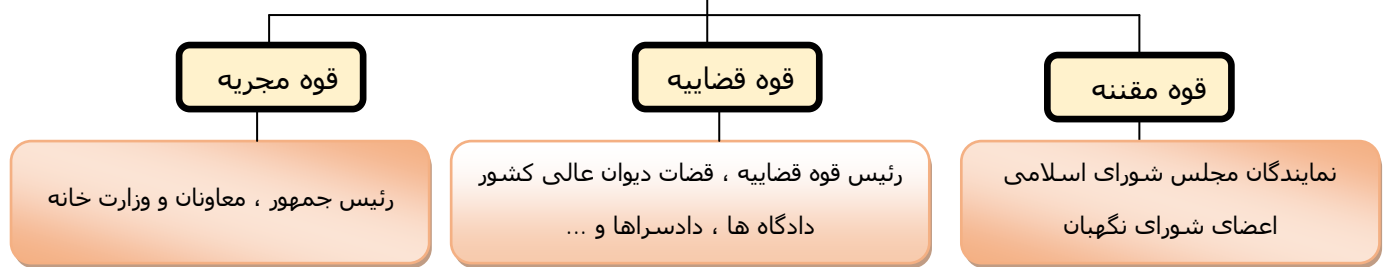 قوه مقننه
قوه قضاییه
قوه مجریه
نمایندگان مجلس شورای اسلامی
اعضای شورای نگهبان
رئیس قوه قضاییه ، قضات دیوان عالی کشور
دادگاه ها ، دادسراها و ...
رئیس جمهور ، معاونان و وزارت خانه